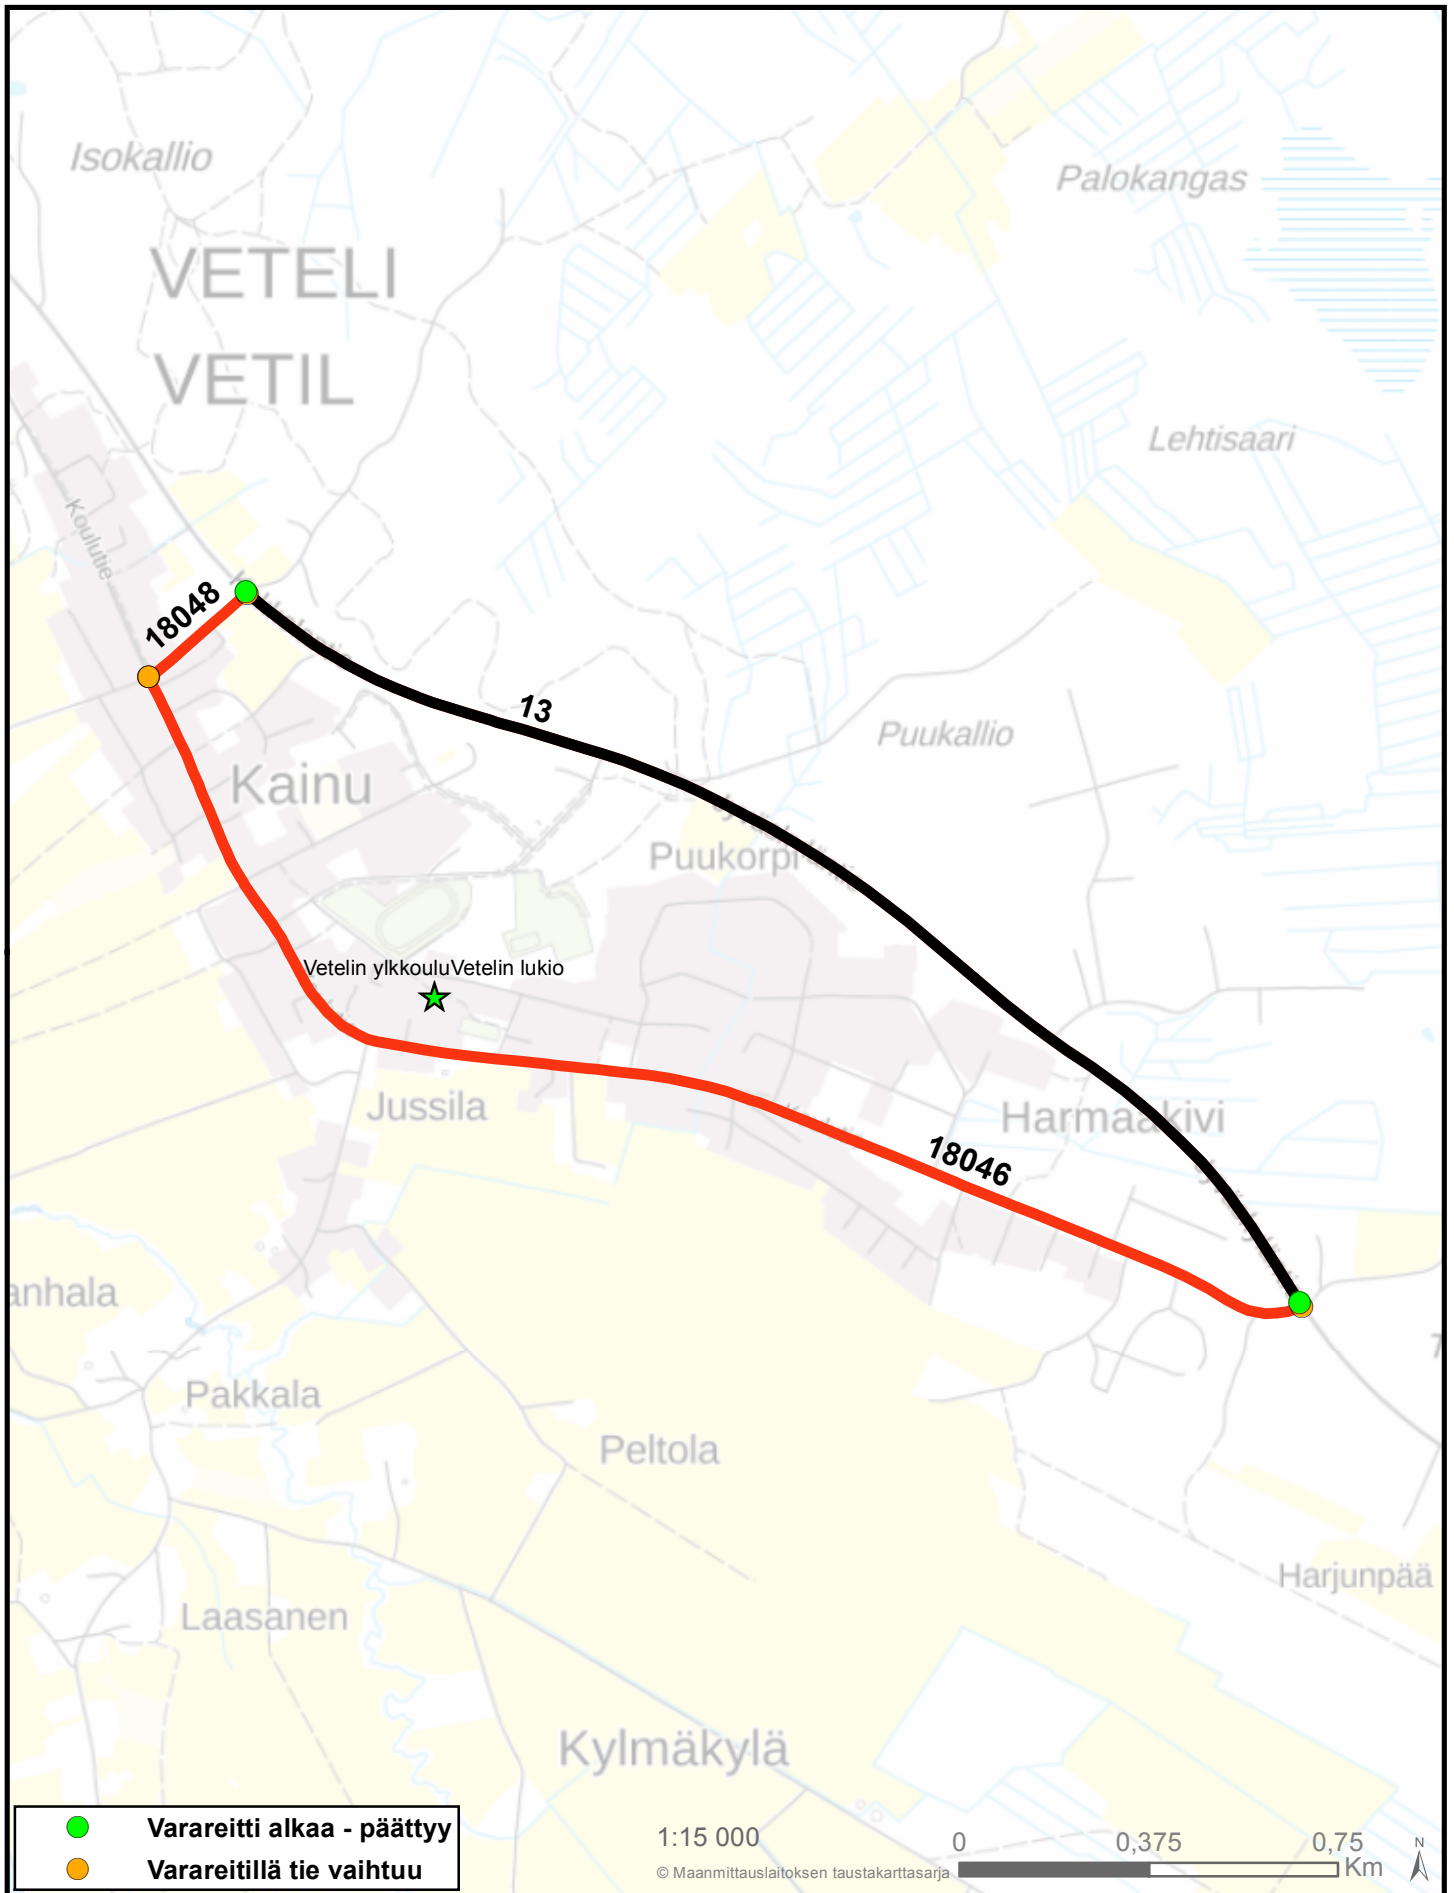 Isokallio
Palokangas
VETELI
VETIL
Lehtisaari
Koulutie
18048
13
Puukallio
Kainu
Puukorpi
Vetelin ylkkouluVetelin lukio
Jussila
Harmaakivi
18046
anhala
Pakkala
Peltola
Harjunpää
Laasanen
Kylmäkylä
Varareitti alkaa - päättyy
Varareitillä tie vaihtuu
1:15 000
© Maanmittauslaitoksen taustakarttasarja
0 0,375 0,75
Km
N